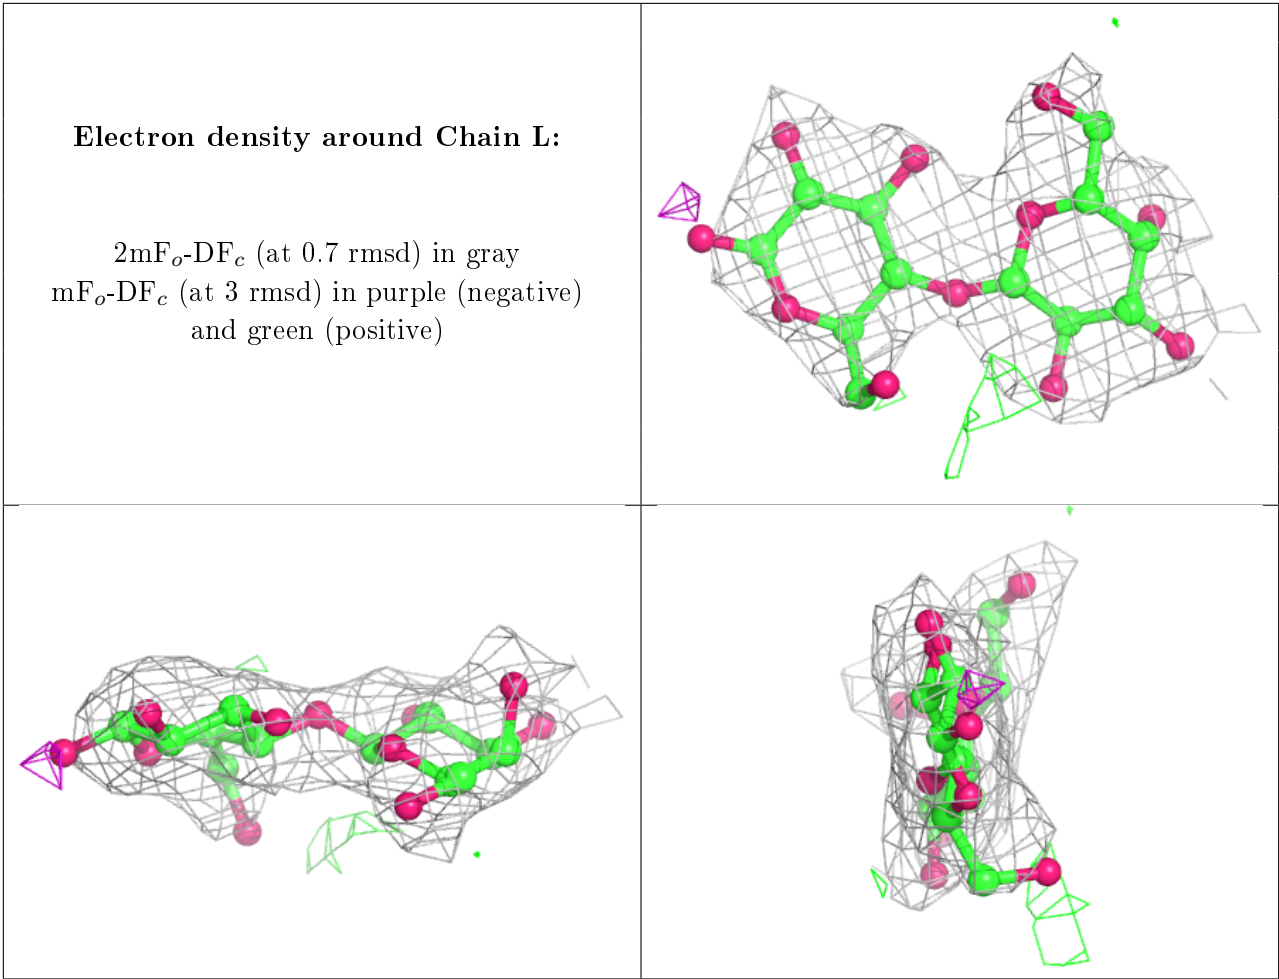 Electron density around Chain L:
2mFₒ-DF𝒸 (at 0.7 rmsd) in gray
mFₒ-DF𝒸 (at 3 rmsd) in purple (negative)
and green (positive)